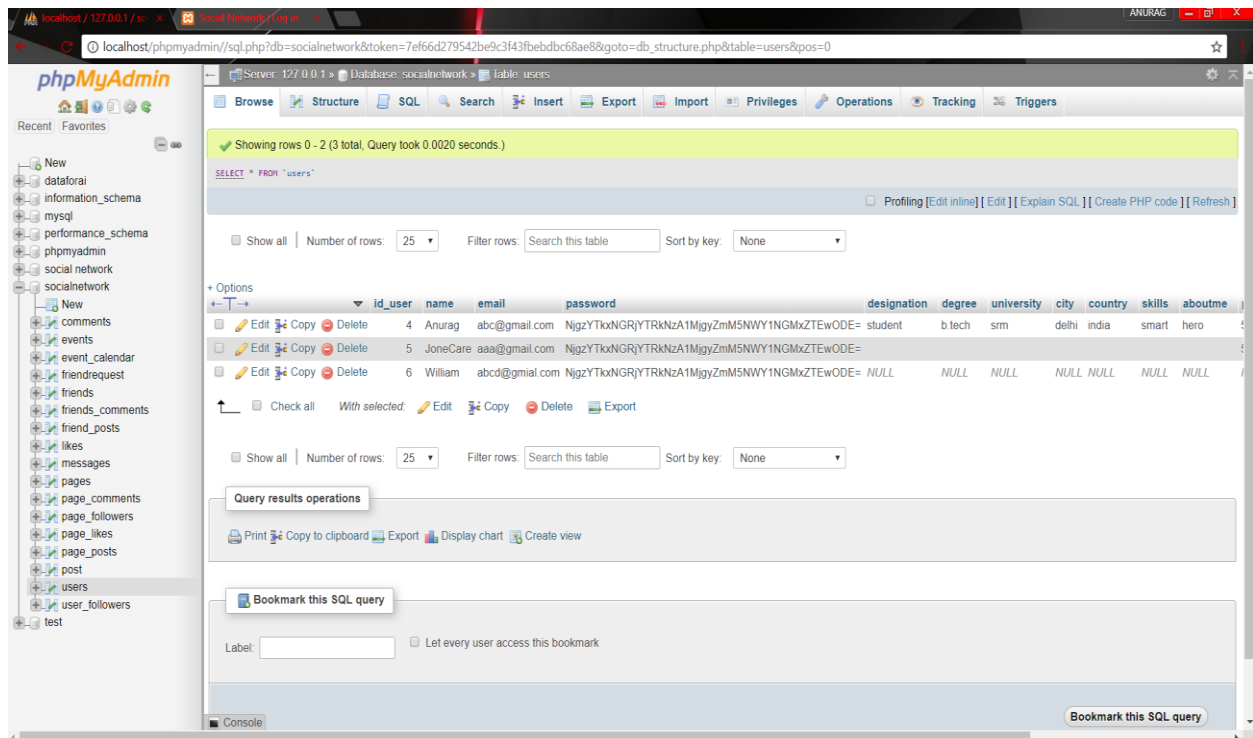 localhost / 127.0.0.1 / so
Social Network | Log in
ANURAG
localhost/phpmyadmin//sql.php?db=socialnetwork&token=7ef66d279542be9c3f43fbebdbc68ae8&goto=db_structure.php&table=users&pos=0
phpMyAdmin
Recent Favorites
New
dataforai
information_schema
mysql
performance_schema
phpmyadmin
social network
socialnetwork
New
comments
events
event_calendar
friendrequest
friends
friends_comments
friend_posts
likes
messages
pages
page_comments
page_followers
page_likes
page_posts
post
users
user_followers
test
Server: 127.0.0.1 » Database: socialnetwork » Table: users
Browse Structure SQL Search Insert Export Import Privileges Operations Tracking Triggers
Showing rows 0 - 2 (3 total, Query took 0.0020 seconds.)
SELECT * FROM `users`
Profiling [Edit inline] [ Edit ] [ Explain SQL ] [ Create PHP code ] [ Refresh ]
Show all Number of rows: 25 Filter rows: Search this table Sort by key: None
+ Options
←T→ id_user name email password designation degree university city country skills aboutme
Edit Copy Delete 4 Anurag abc@gmail.com NjgzYTkxNGRjYTRkNzA1MjgyZmM5NWY1NGMxZTEwODE= student b.tech srm delhi india smart hero
Edit Copy Delete 5 JoneCare aaa@gmail.com NjgzYTkxNGRjYTRkNzA1MjgyZmM5NWY1NGMxZTEwODE=
Edit Copy Delete 6 William abcd@gmial.com NjgzYTkxNGRjYTRkNzA1MjgyZmM5NWY1NGMxZTEwODE= NULL NULL NULL NULL NULL NULL NULL
Check all With selected: Edit Copy Delete Export
Show all Number of rows: 25 Filter rows: Search this table Sort by key: None
Query results operations
Print Copy to clipboard Export Display chart Create view
Bookmark this SQL query
Label: Let every user access this bookmark
Bookmark this SQL query
Console